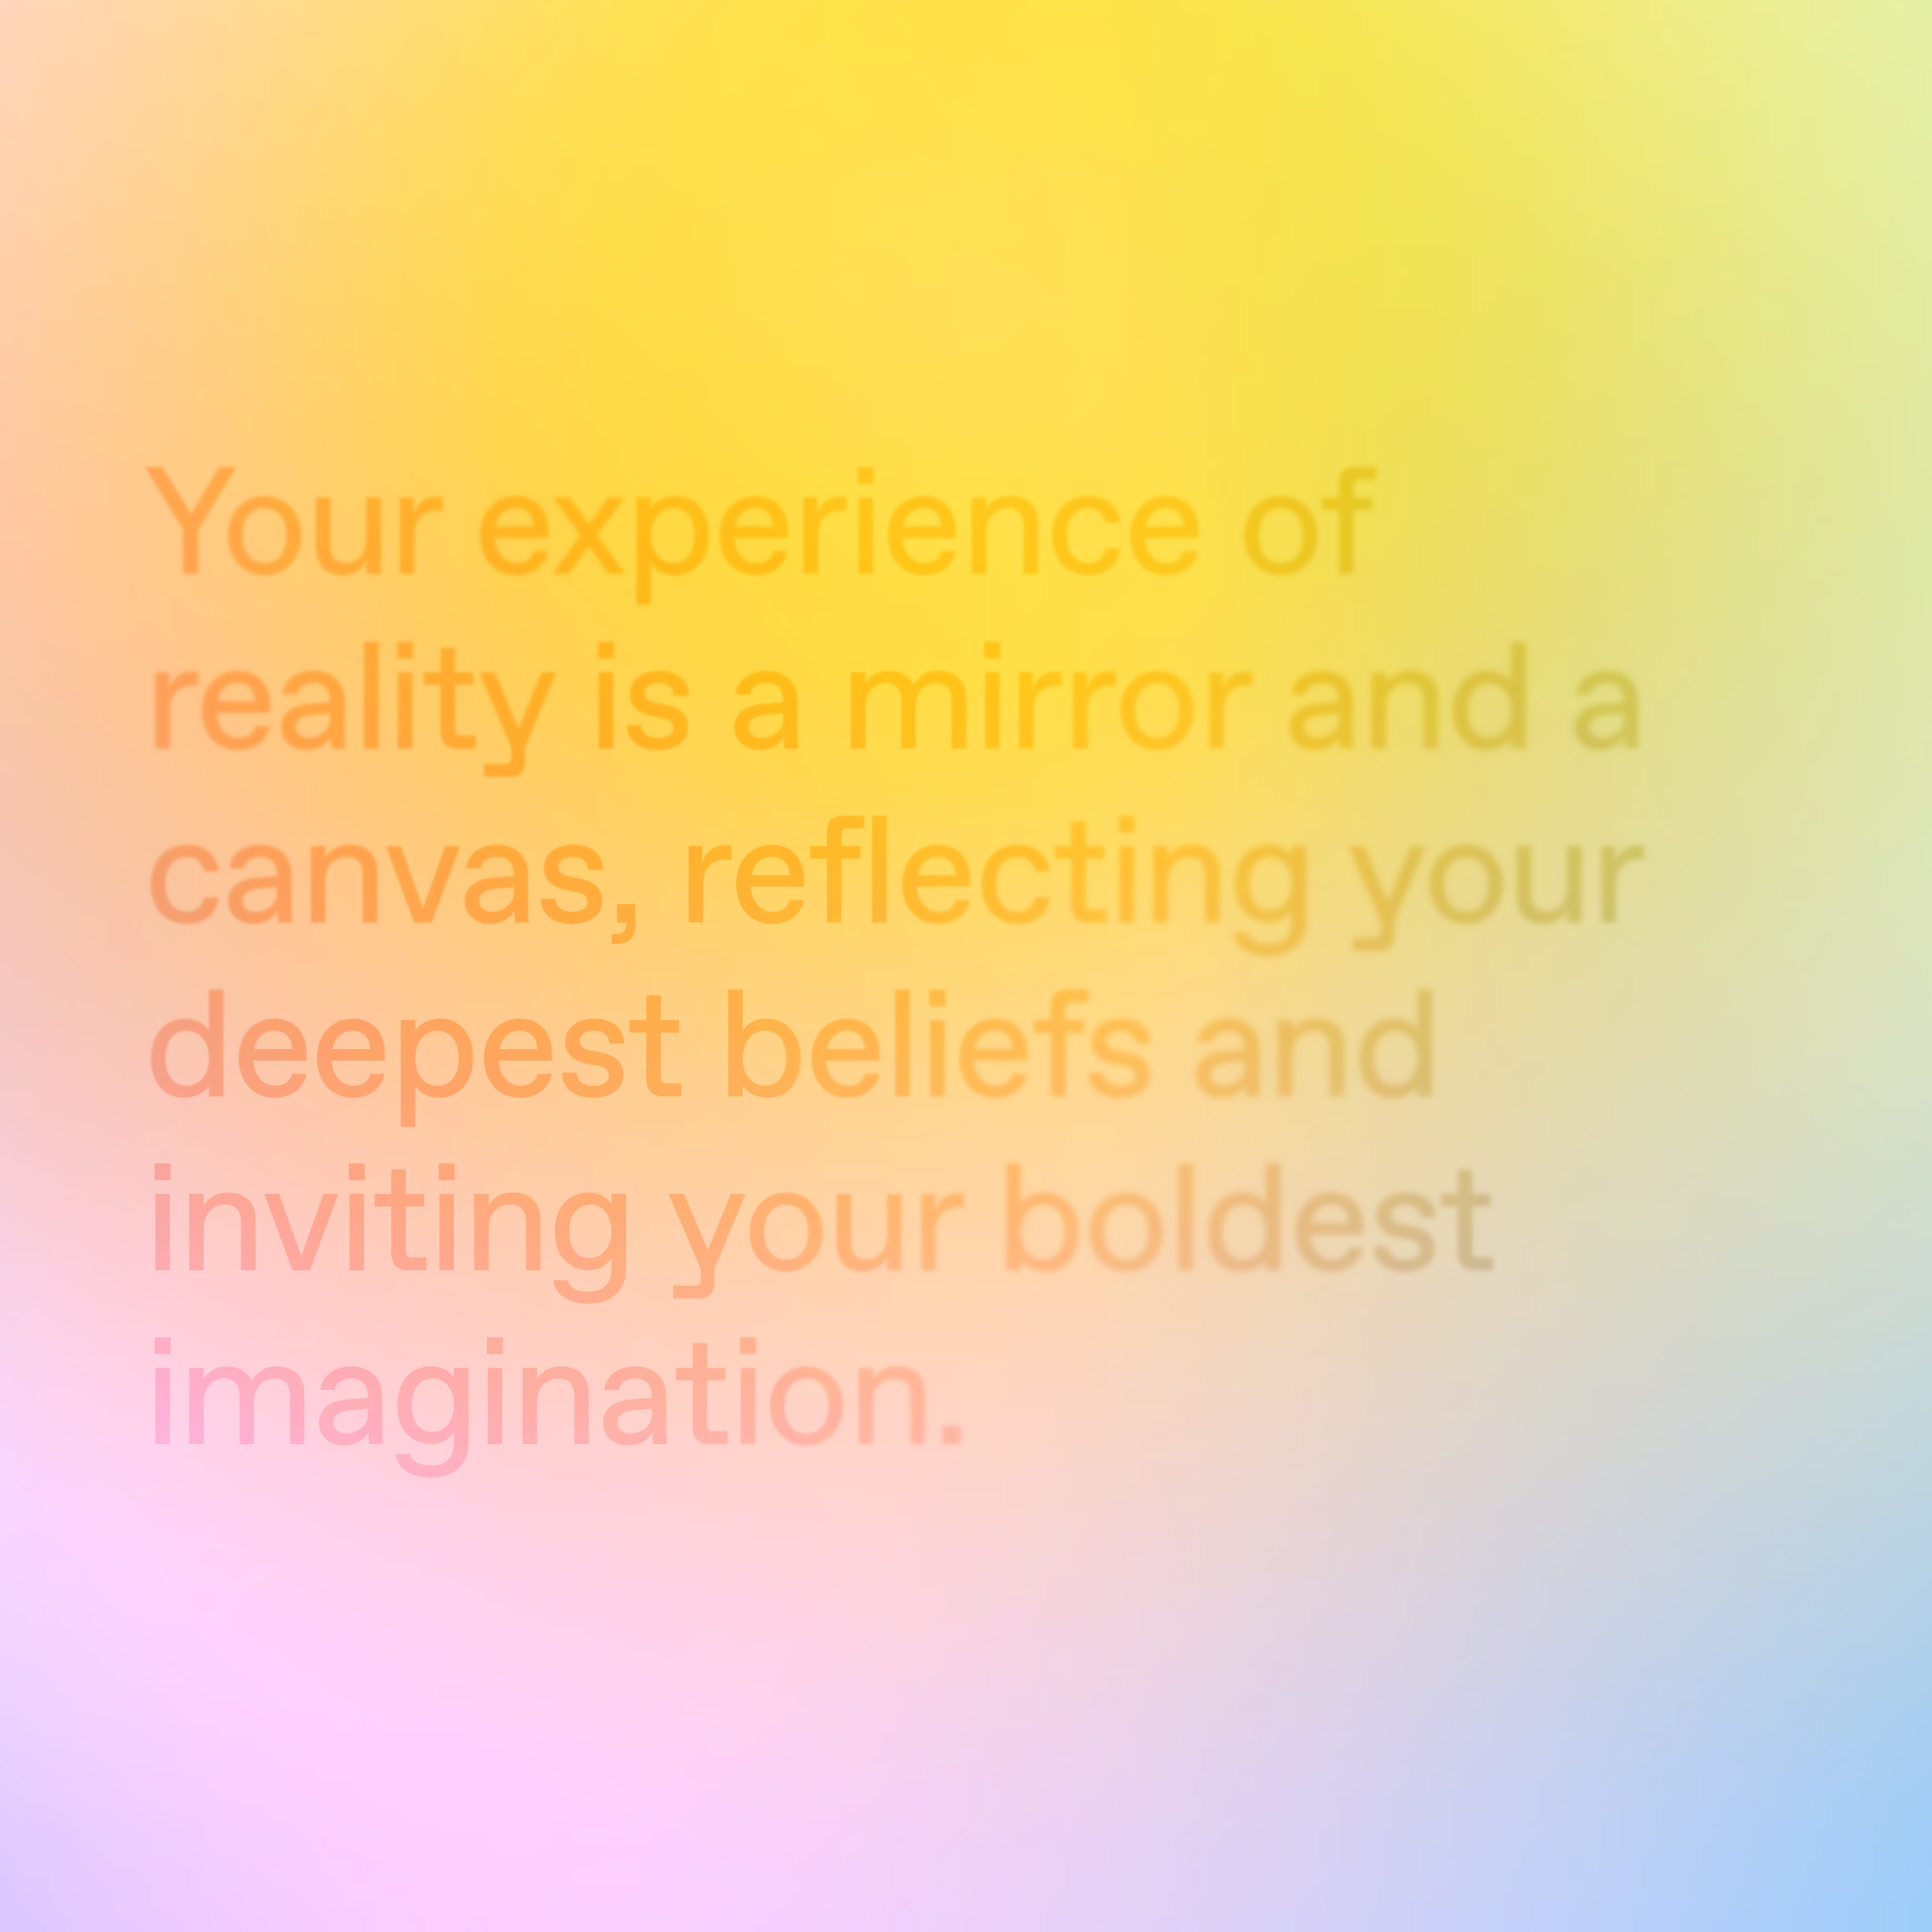 Your experience of
reality is a mirror and a
canvas, reflecting your
deepest beliefs and
inviting your boldest
imagination.